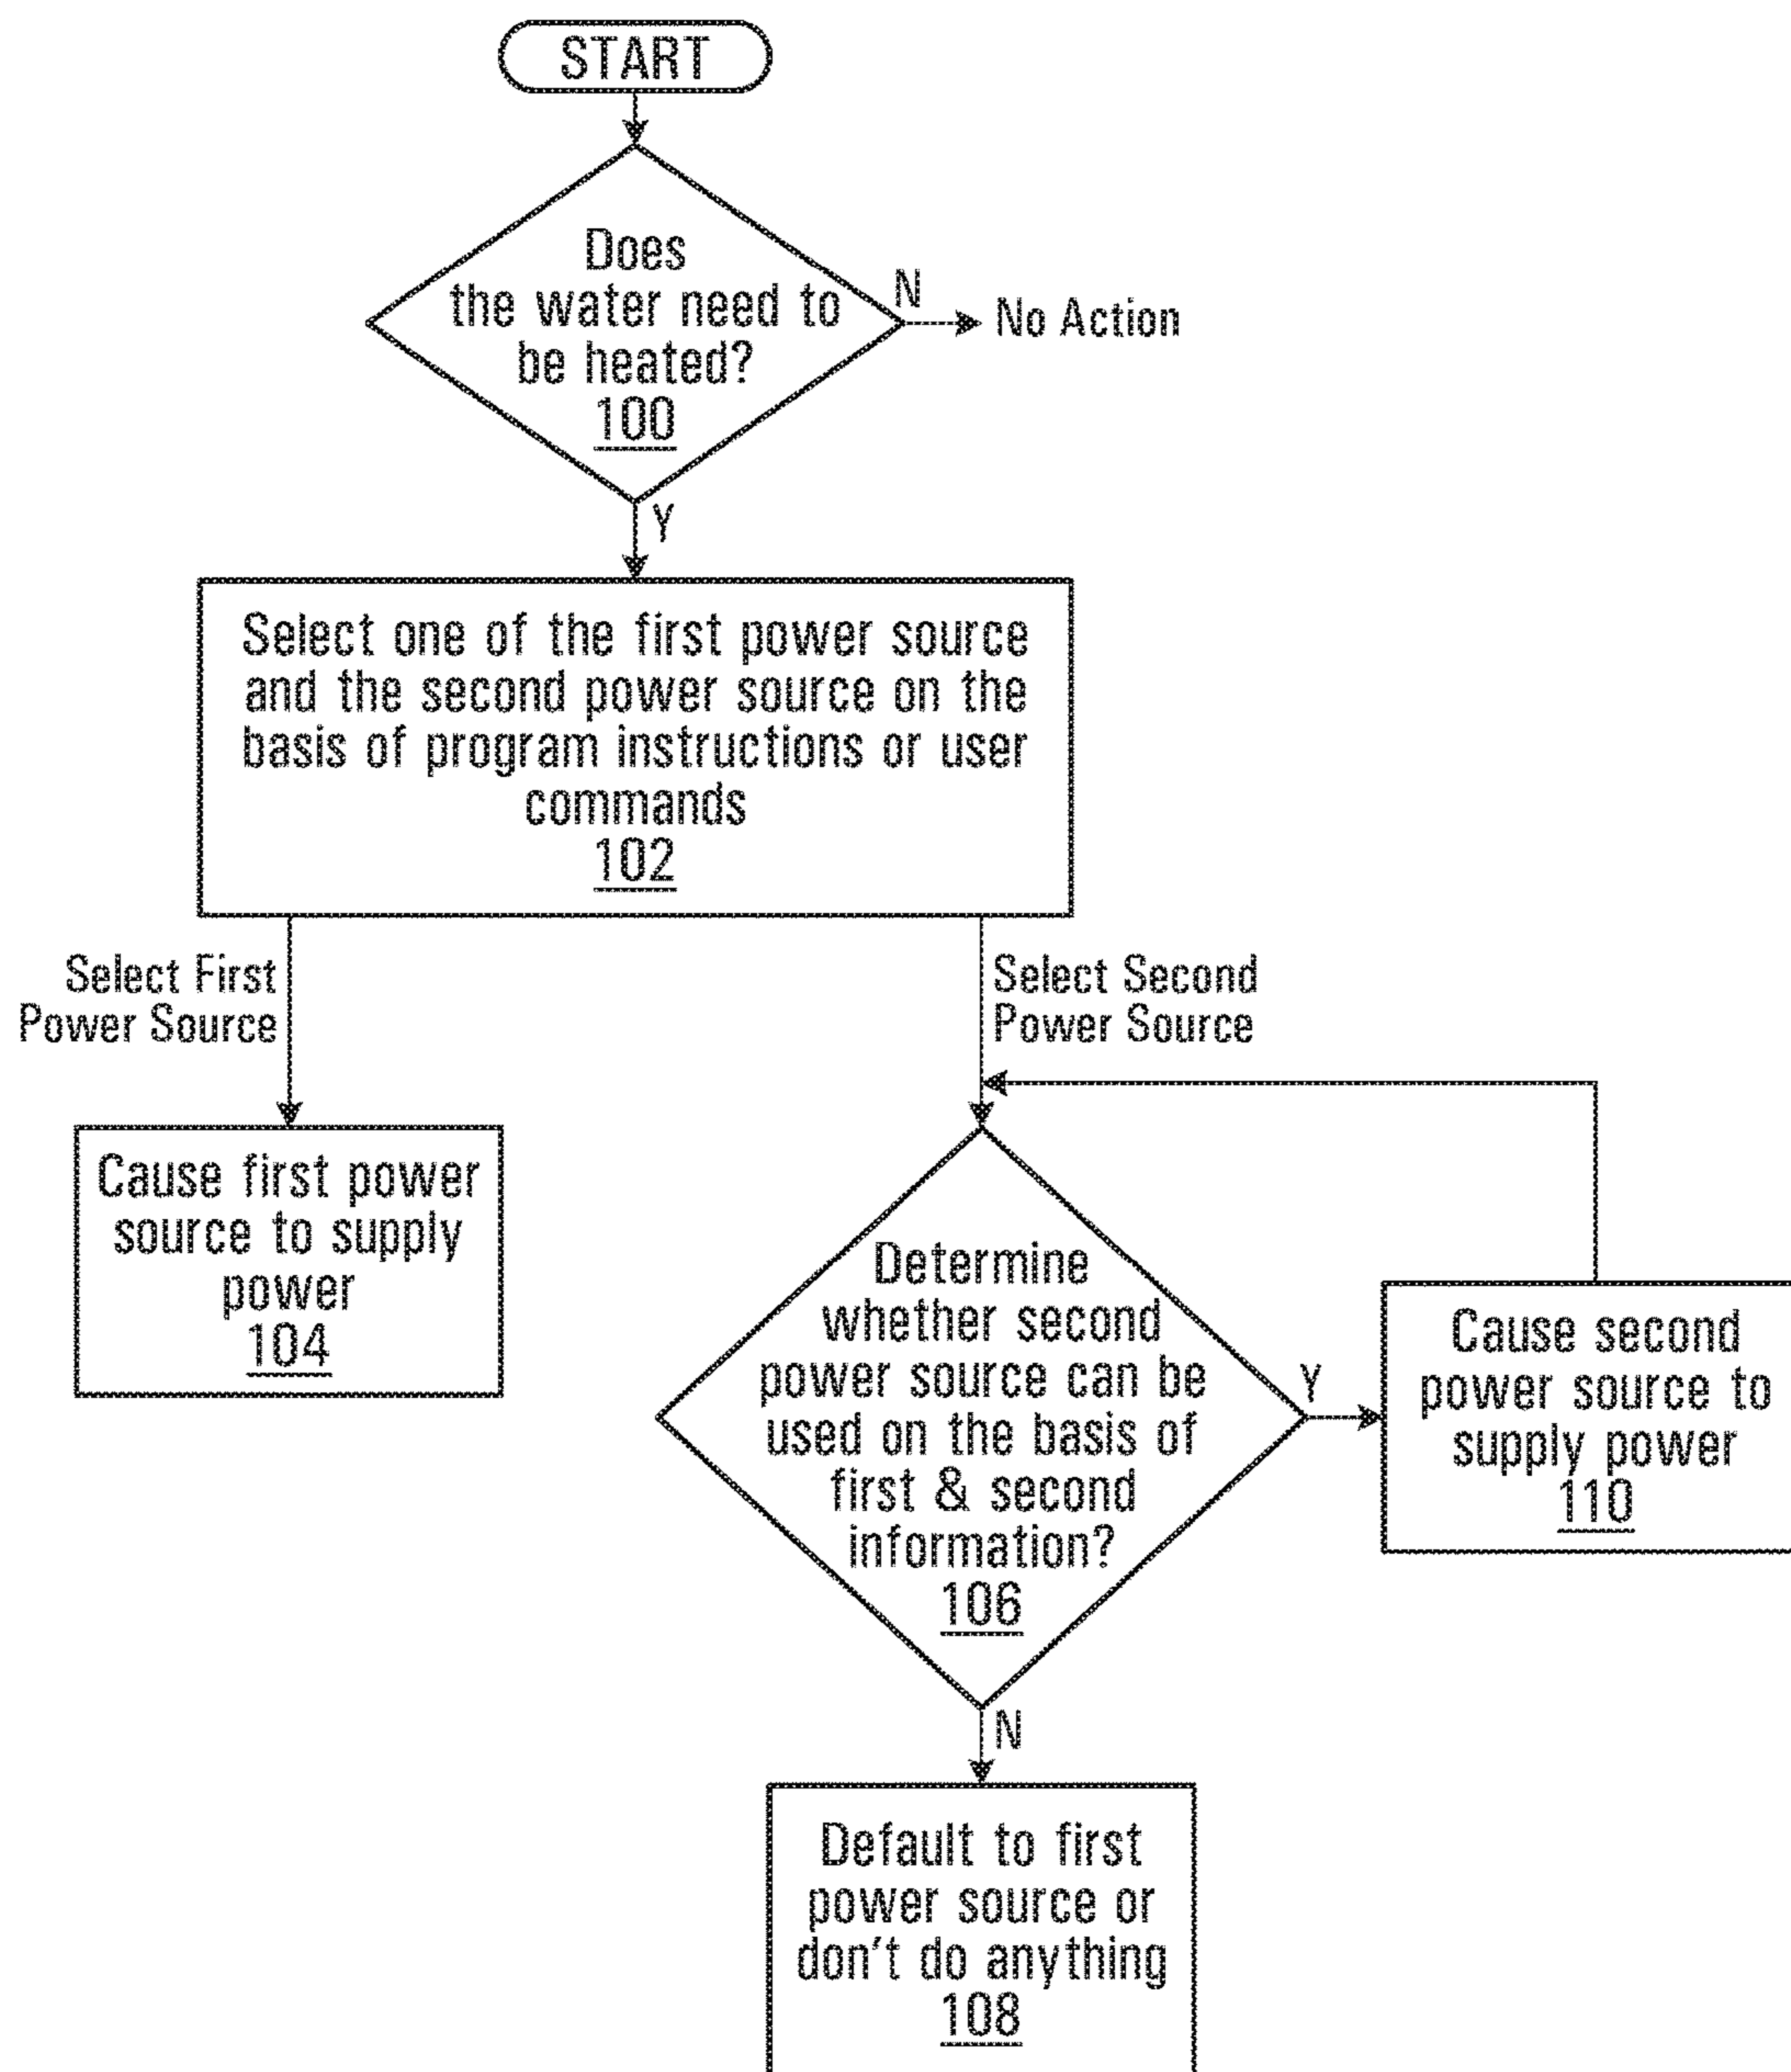 START
Does
the water need to
be heated?
100
N
No Action
Y
Select one of the first power source
and the second power source on the
basis of program instructions or user
commands
102
Select First
Power Source
Select Second
Power Source
Cause first power
source to supply
power
104
Determine
whether second
power source can be
used on the basis of
first & second
information?
106
Y
Cause second
power source to
supply power
110
N
Default to first
power source or
don't do anything
108